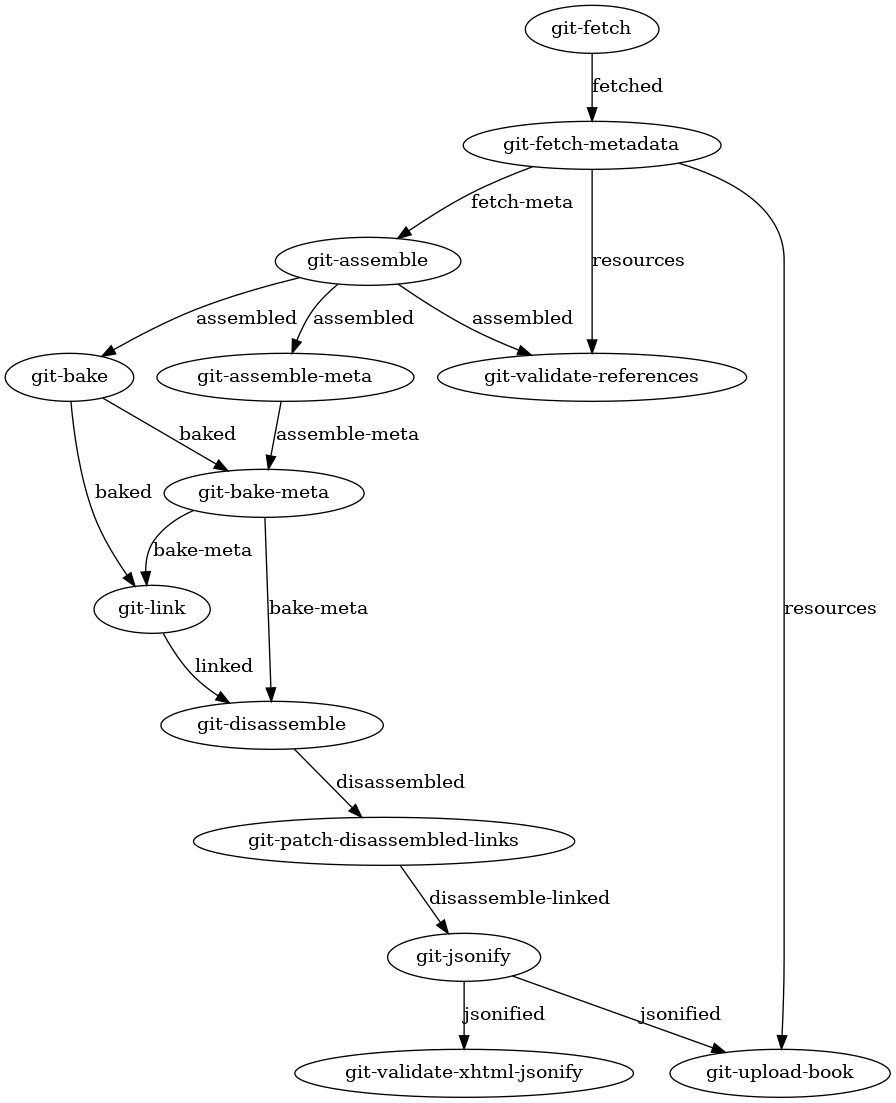 git-fetch
fetched
git-fetch-metadata
fetch-meta
git-assemble
resources
assembled
assembled
assembled
git-bake
git-assemble-meta
git-validate-references
baked
assemble-meta
baked
git-bake-meta
bake-meta
git-link
bake-meta
resources
linked
git-disassemble
disassembled
git-patch-disassembled-links
disassemble-linked
git-jsonify
jsonified
jsonified
git-validate-xhtml-jsonify
git-upload-book